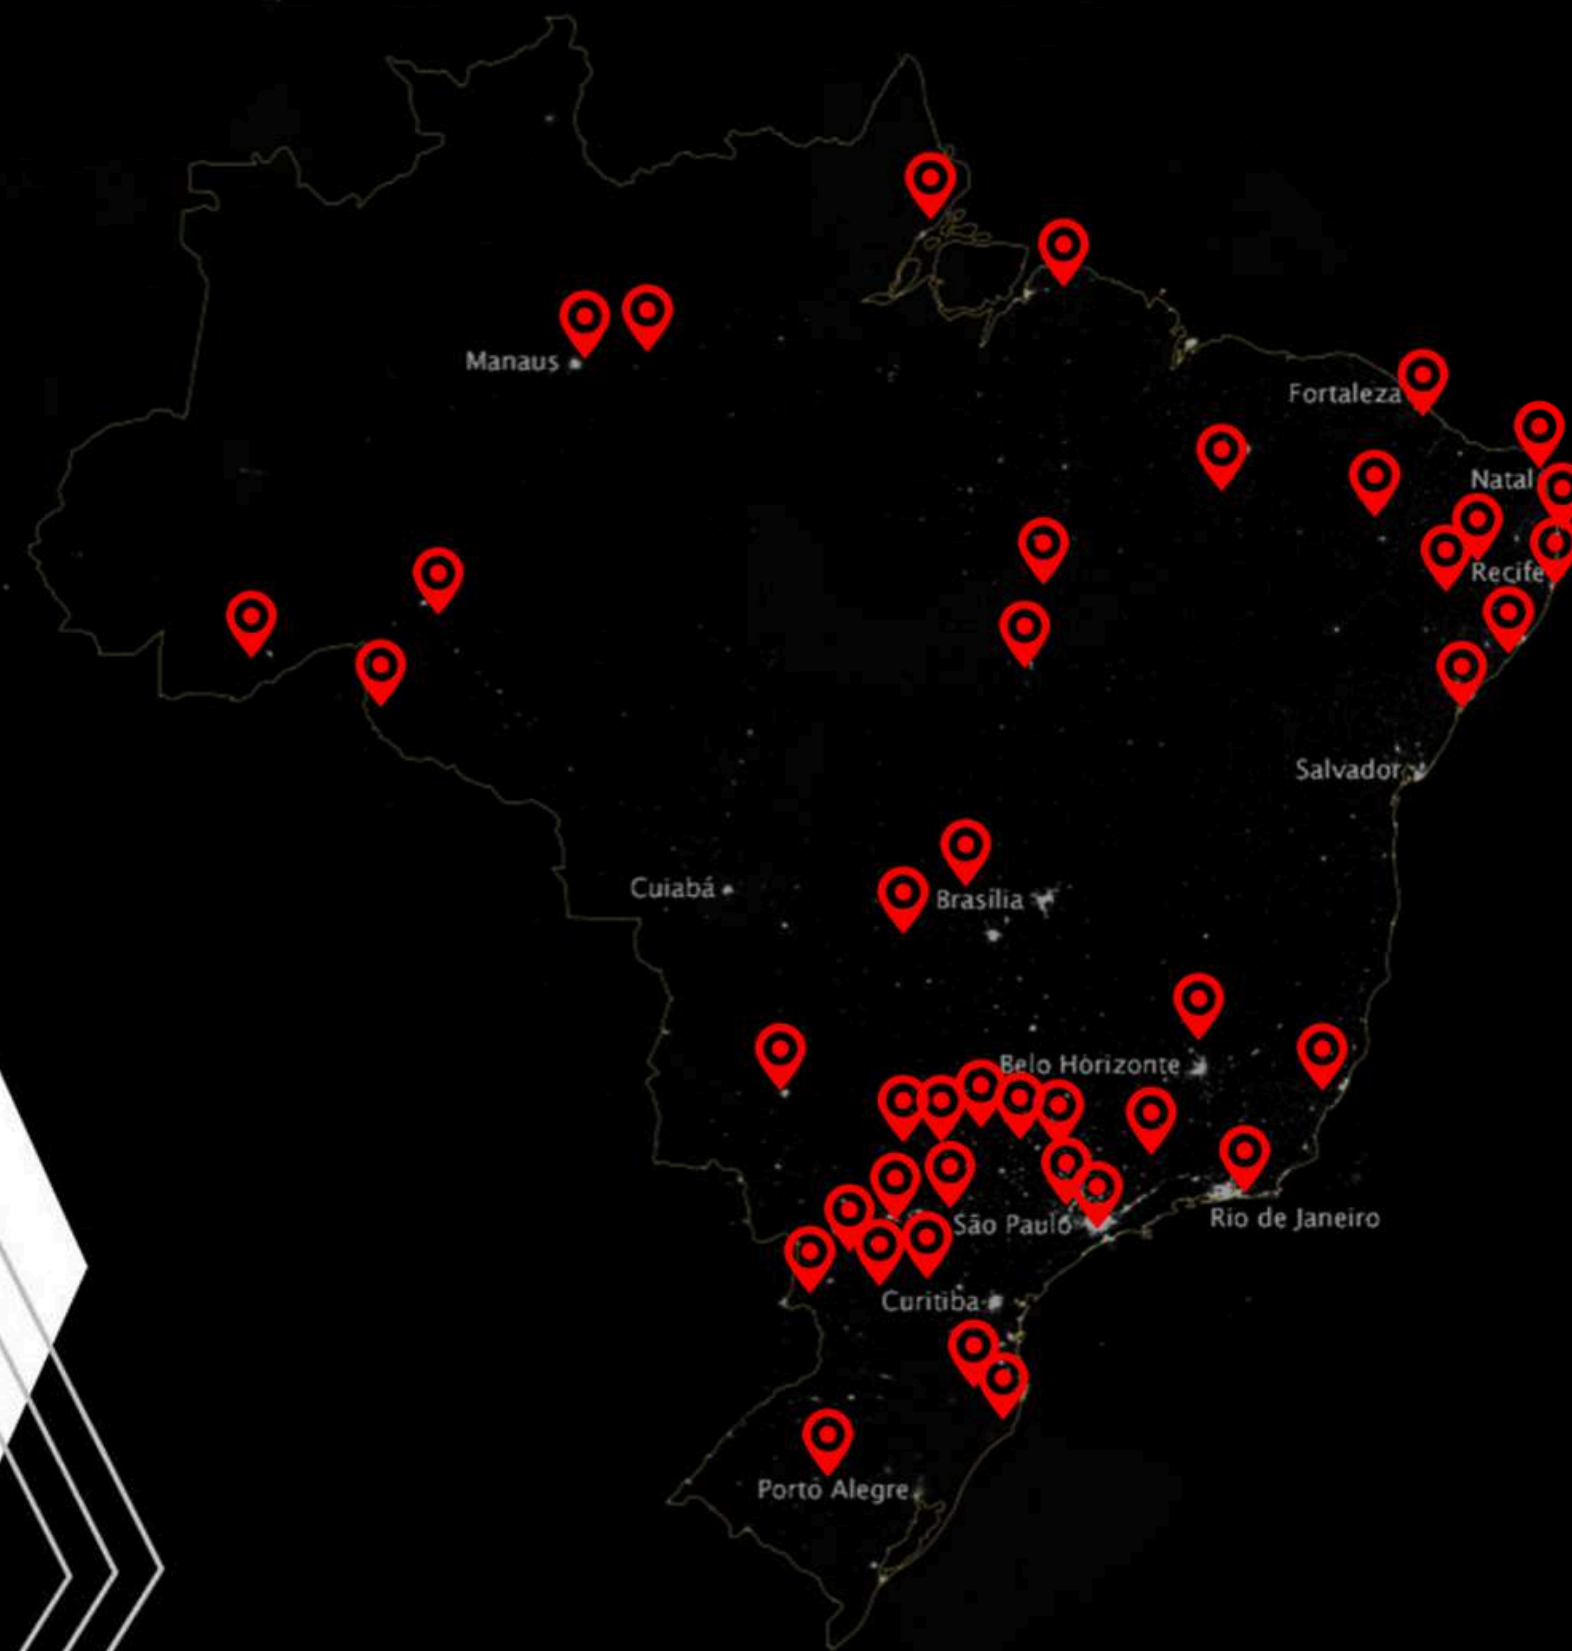 Manaus
Fortaleza
Natal
Recife
Salvador
Cuiabá
Brasília
Belo Horizonte
São Paulo
Rio de Janeiro
Curitiba
Porto Alegre